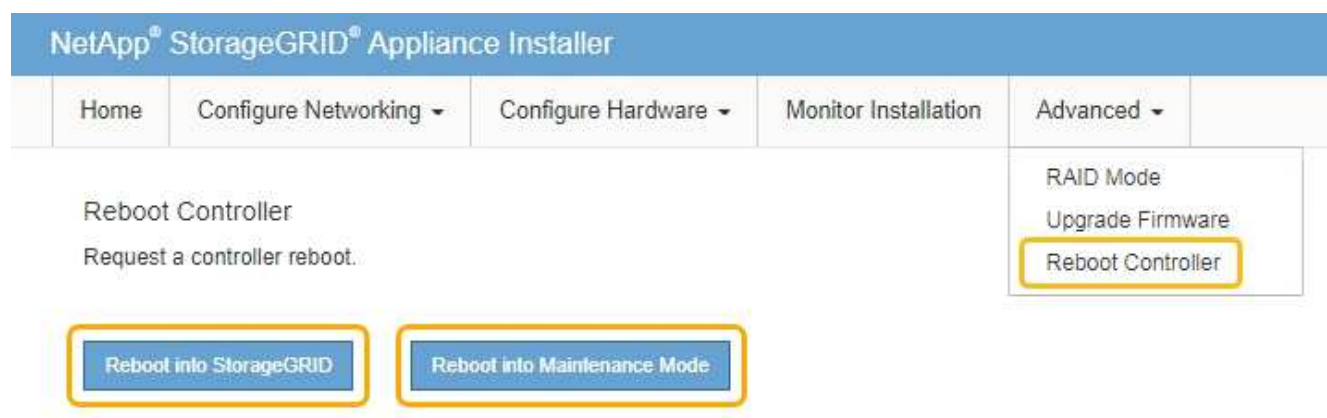 NetApp® StorageGRID® Appliance Installer
Home Configure Networking Configure Hardware Monitor Installation Advanced
RAID Mode
Upgrade Firmware
Reboot Controller
Reboot Controller
Request a controller reboot.
Reboot into StorageGRID Reboot into Maintenance Mode